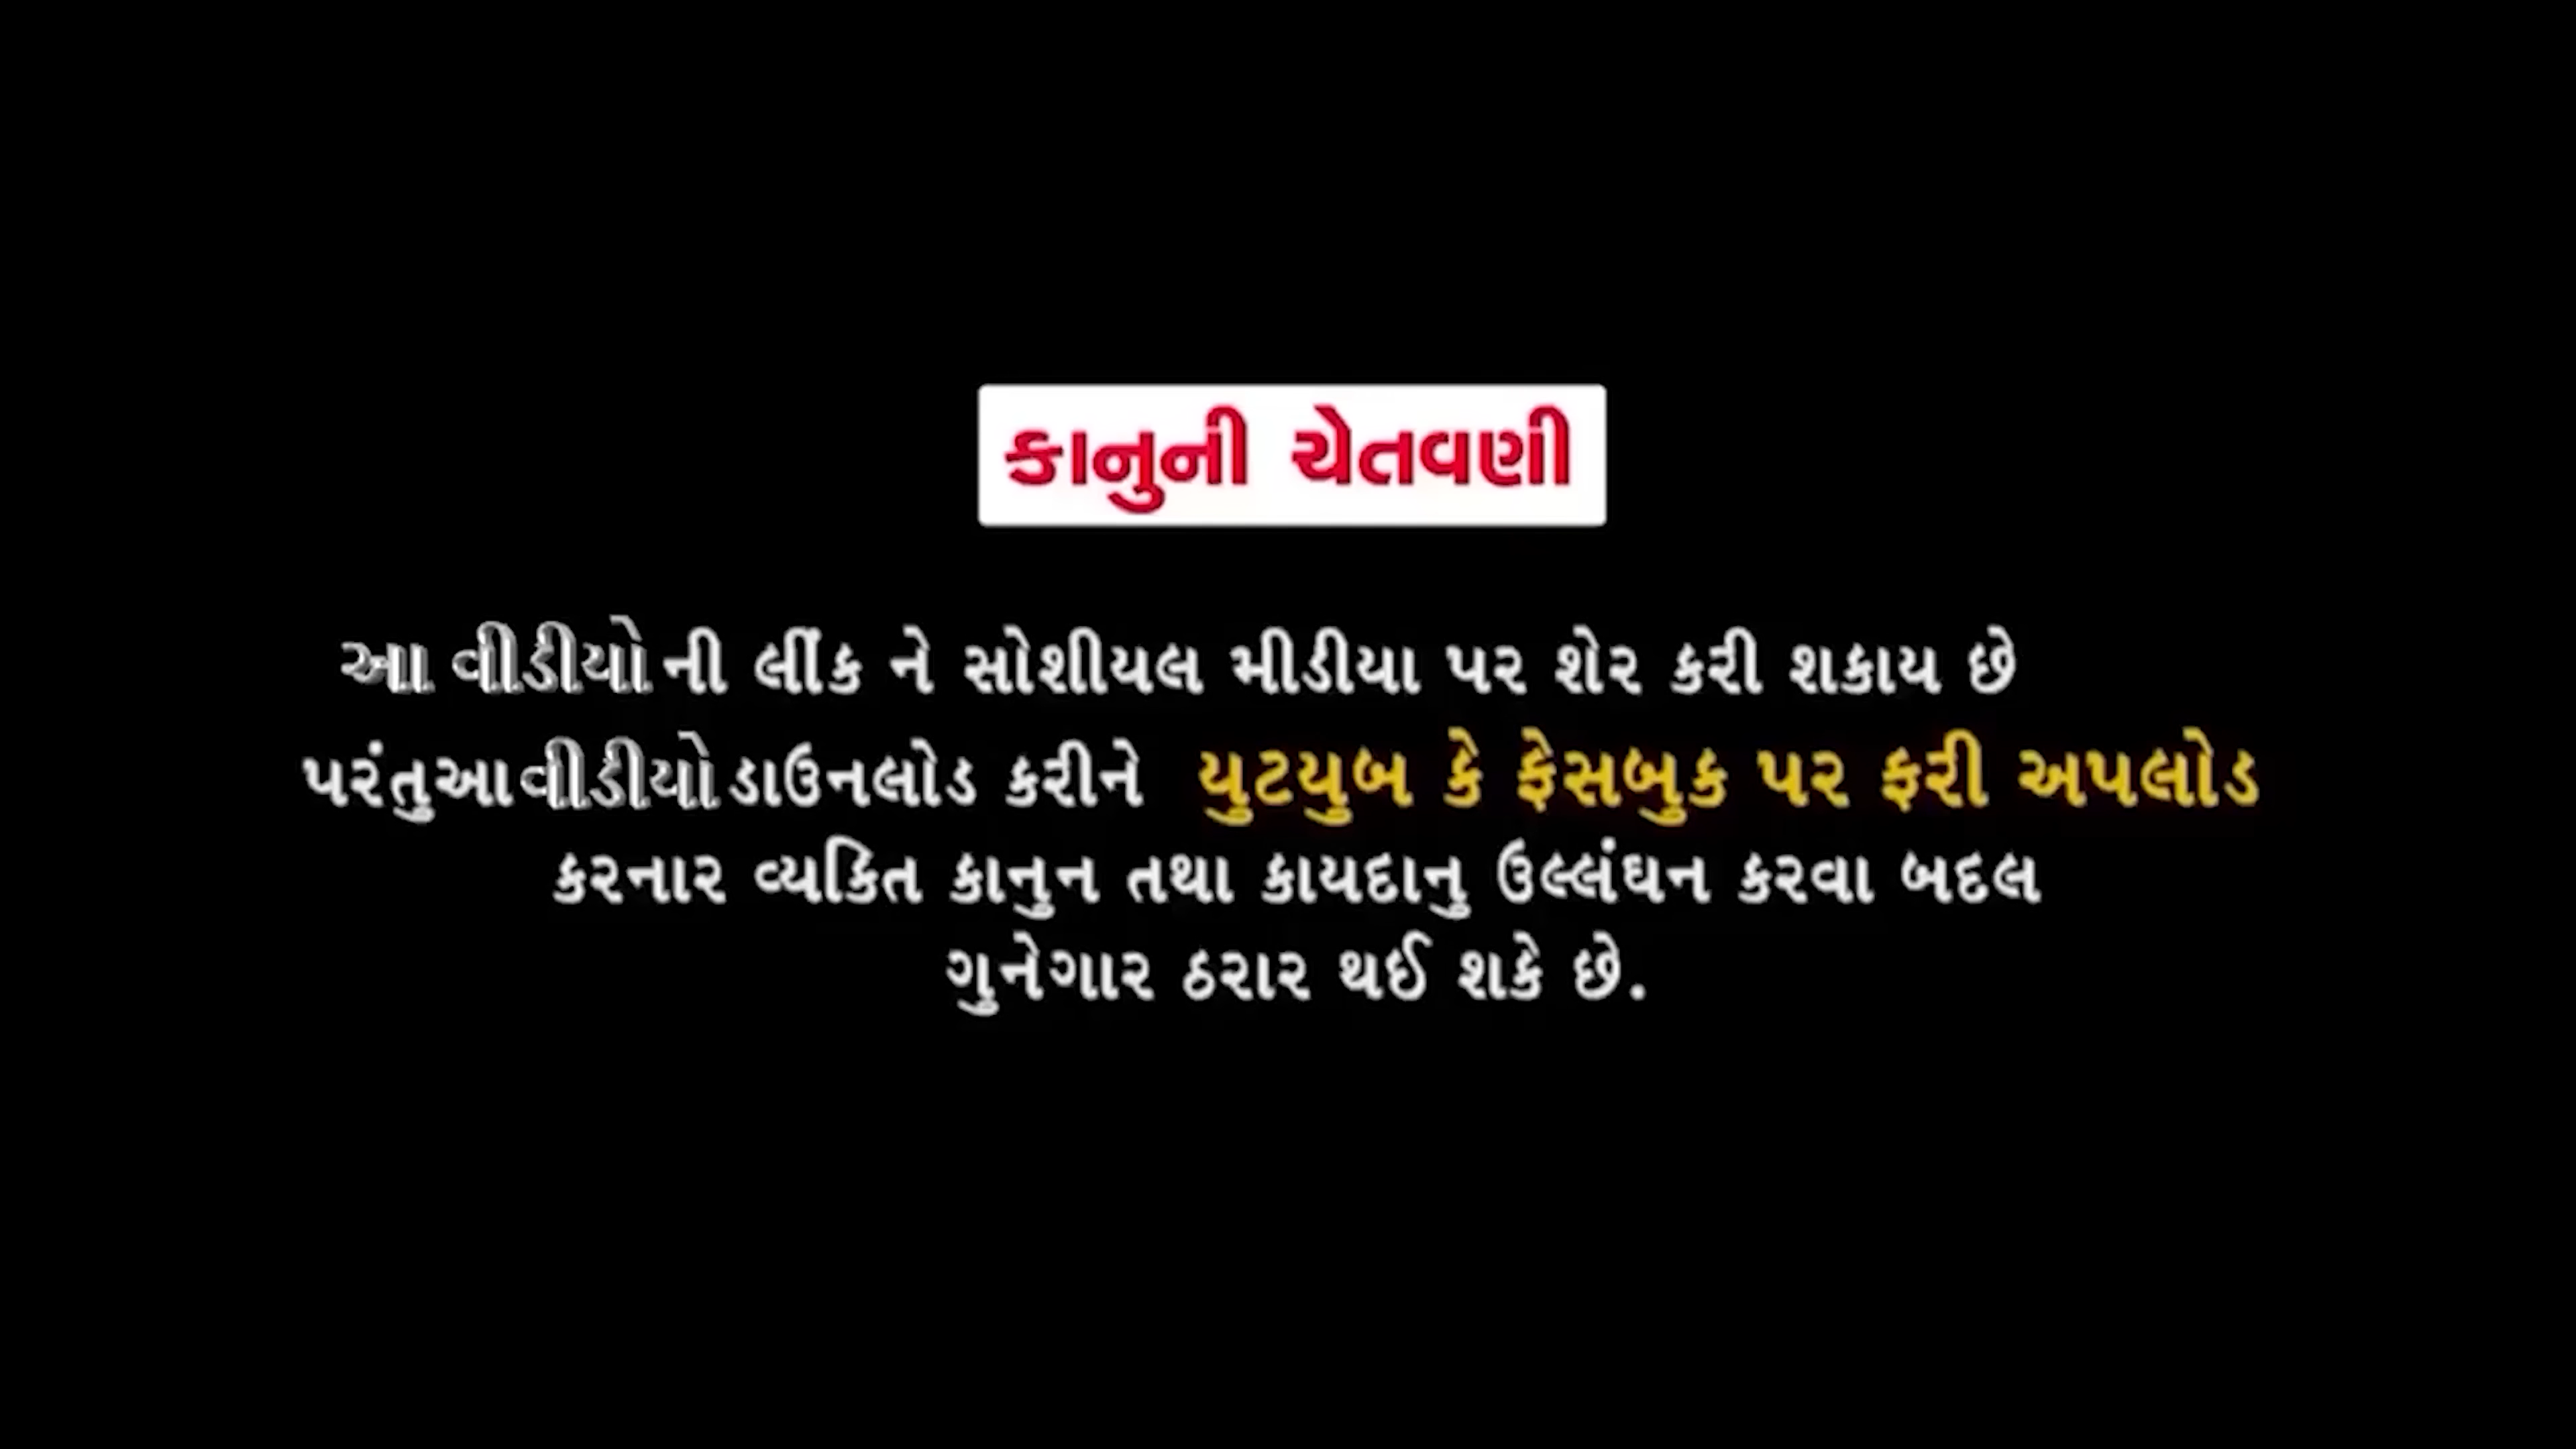 કાનુની ચેતવણી
આ વીડીયો ની લીંક ને સોશીયલ મીડીયા પર શેર કરી શકાય છે
પરંતુઆવીડીયો ડાઉનલોડ કરીને યુટયુબ કે ફેસબુક પર ફરી અપલોડ
કરનાર વ્યકિત કાનુન તથા કાયદાનુ ઉલ્લંઘન કરવા બદલ
ગુનેગાર ઠરાર થઈ શકે છે.